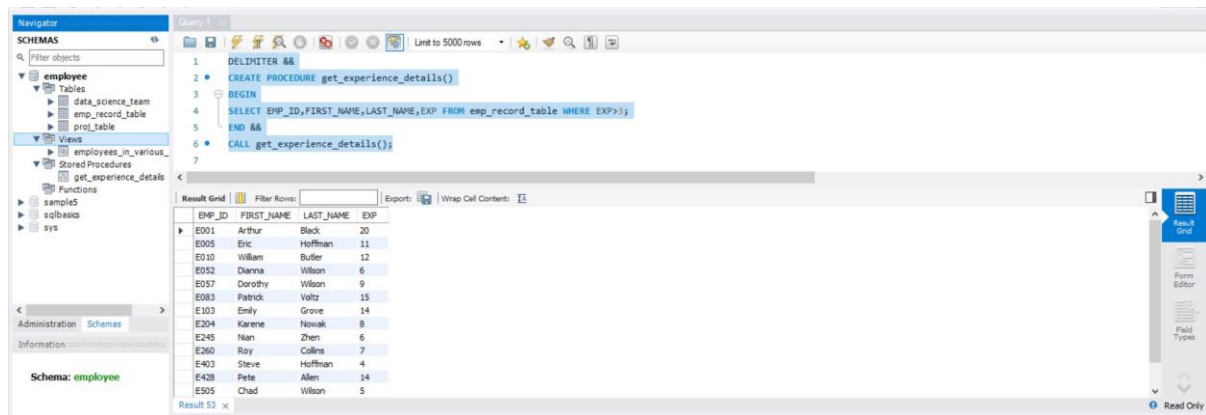 Navigator
SCHEMAS
Filter objects
employee
Tables
data_science_team
emp_record_table
proj_table
Views
employees_in_various_
Stored Procedures
get_experience_details
Functions
sample5
sqlbasics
sys
Administration Schemas
Information
Schema: employee
Query 1
Limit to 5000 rows
1 DELIMITER &&
2 CREATE PROCEDURE get_experience_details()
3 BEGIN
4 SELECT EMP_ID,FIRST_NAME,LAST_NAME,EXP FROM emp_record_table WHERE EXP>3;
5 END &&
6 CALL get_experience_details();
7
Result Grid Filter Rows: Export: Wrap Cell Content:
EMP_ID FIRST_NAME LAST_NAME EXP
E001 Arthur Black 20
E005 Eric Hoffman 11
E010 William Butler 12
E052 Dianna Wilson 6
E057 Dorothy Wilson 9
E083 Patrick Voltz 15
E103 Emily Grove 14
E204 Karene Nowak 8
E245 Nian Zhen 6
E260 Roy Collins 7
E403 Steve Hoffman 4
E428 Pete Allen 14
E505 Chad Wilson 5
Result 53
Result
Grid
Form
Editor
Field
Types
Read Only